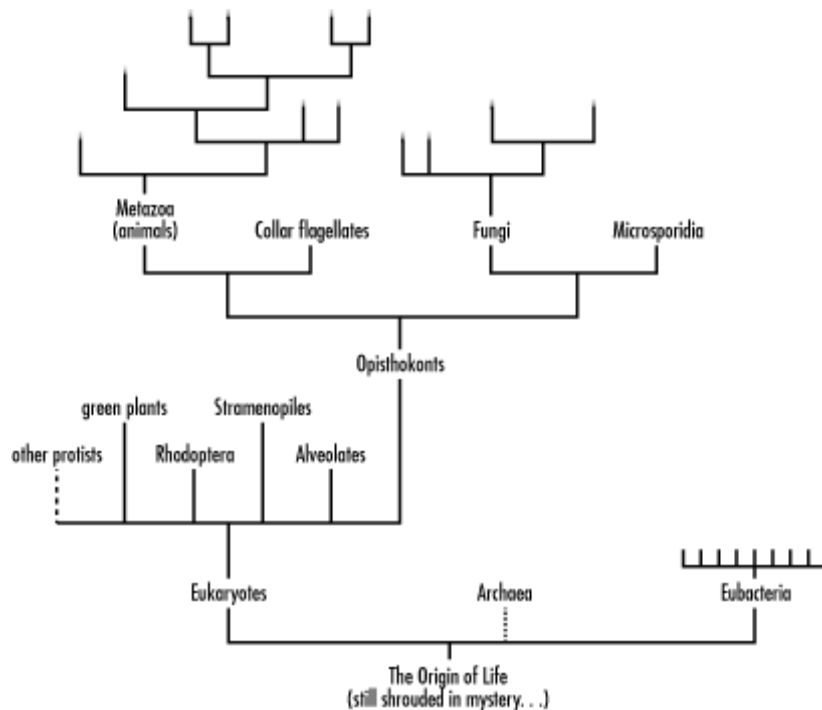 Metazoa
(animals)
Collar flagellates
Fungi
Microsporidia
Opisthokonts
green plants
Stramenopiles
other protists
Rhodoptera
Alveolates
Eukaryotes
Archaea
Eubacteria
The Origin of Life
(still shrouded in mystery. . .)